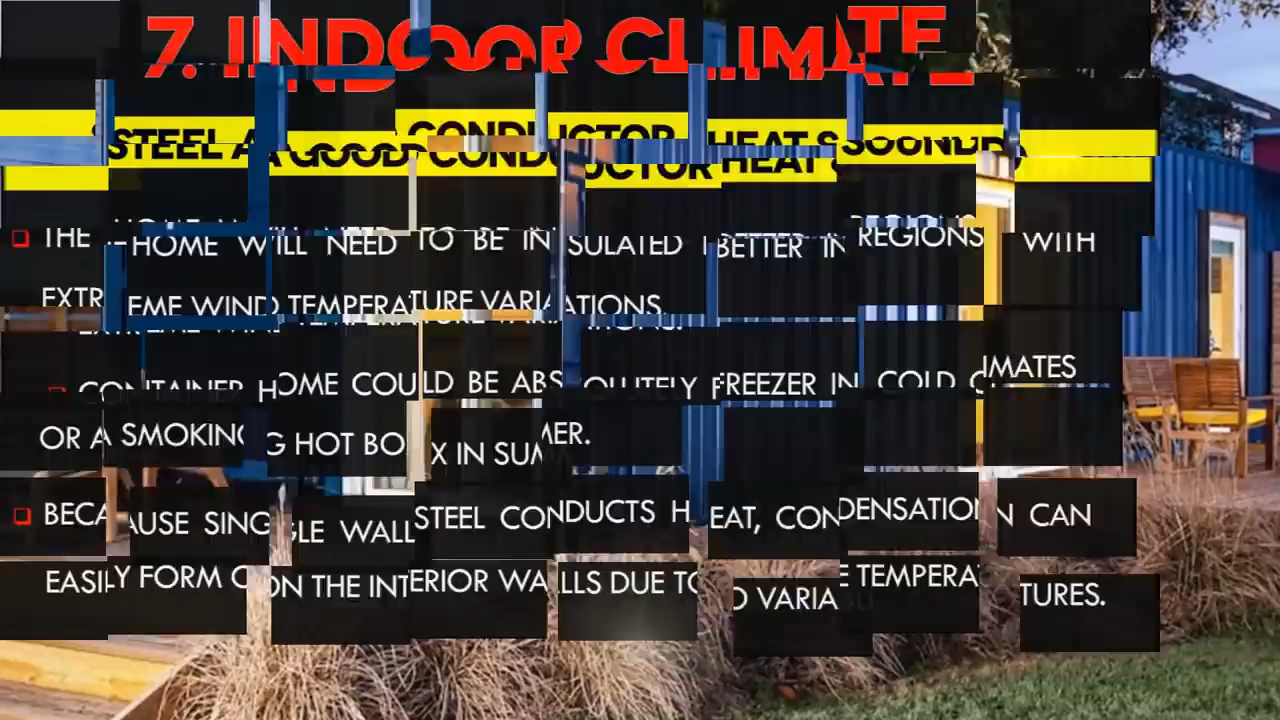 7. INDOOR CLIMATE
STEEL A GOOD CONDUCTOR HEAT & SOUND
THE HOME WILL NEED TO BE INSULATED BETTER IN REGIONS WITH
EXTREME WIND TEMPERATURE VARIATIONS.
CONTAINER HOME COULD BE ABSOLUTELY FREEZER IN COLD CLIMATES
OR A SMOKING HOT BOX IN SUMMER.
BECAUSE SINGLE WALL STEEL CONDUCTS HEAT, CONDENSATION CAN
EASILY FORM ON THE INTERIOR WALLS DUE TO VARIABLE TEMPERATURES.